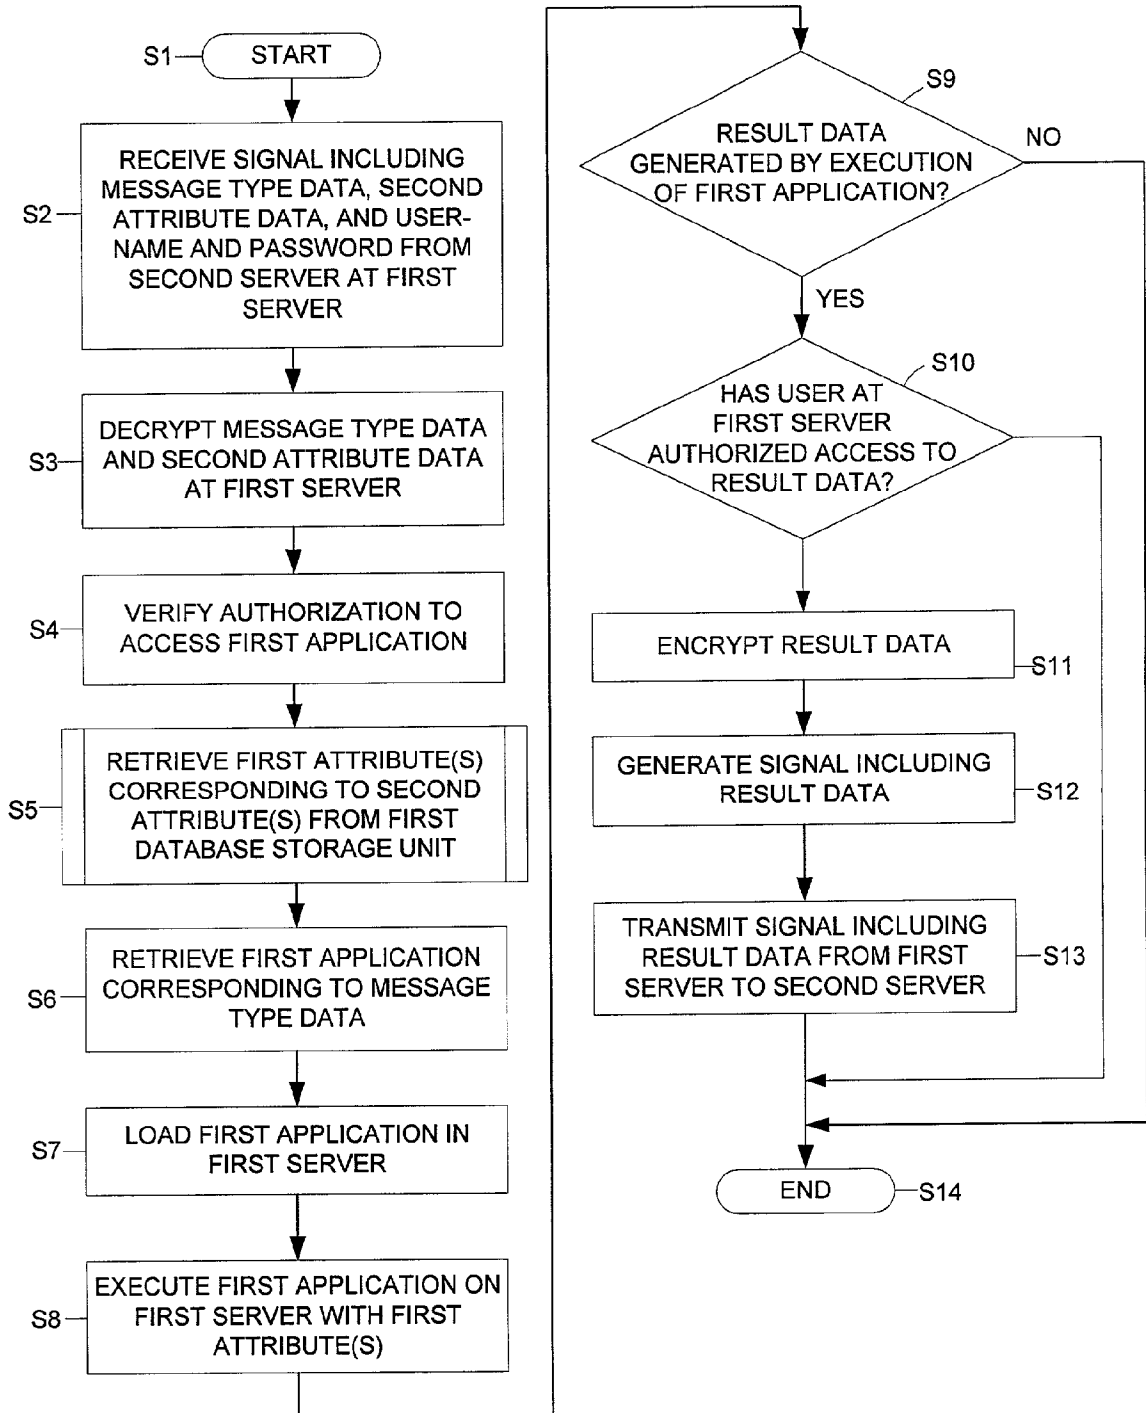 S1
START
S2
RECEIVE SIGNAL INCLUDING
MESSAGE TYPE DATA, SECOND
ATTRIBUTE DATA, AND USER-
NAME AND PASSWORD FROM
SECOND SERVER AT FIRST
SERVER
S3
DECRYPT MESSAGE TYPE DATA
AND SECOND ATTRIBUTE DATA
AT FIRST SERVER
S4
VERIFY AUTHORIZATION TO
ACCESS FIRST APPLICATION
S5
RETRIEVE FIRST ATTRIBUTE(S)
CORRESPONDING TO SECOND
ATTRIBUTE(S) FROM FIRST
DATABASE STORAGE UNIT
S6
RETRIEVE FIRST APPLICATION
CORRESPONDING TO MESSAGE
TYPE DATA
S7
LOAD FIRST APPLICATION IN
FIRST SERVER
S8
EXECUTE FIRST APPLICATION ON
FIRST SERVER WITH FIRST
ATTRIBUTE(S)
S9
RESULT DATA
GENERATED BY EXECUTION
OF FIRST APPLICATION?
NO
YES
S10
HAS USER AT
FIRST SERVER
AUTHORIZED ACCESS TO
RESULT DATA?
ENCRYPT RESULT DATA
S11
GENERATE SIGNAL INCLUDING
RESULT DATA
S12
TRANSMIT SIGNAL INCLUDING
RESULT DATA FROM FIRST
SERVER TO SECOND SERVER
S13
END
S14